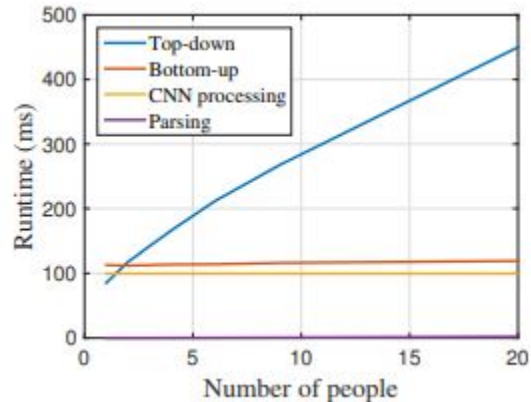 500
400
300
200
100
0
Runtime (ms)
Top-down
Bottom-up
CNN processing
Parsing
0 5 10 15 20
Number of people